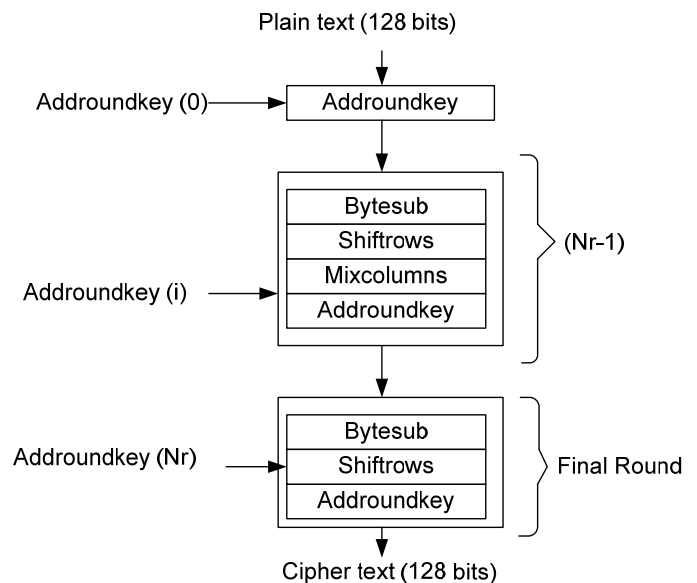 Plain text (128 bits)
Addroundkey (0)
Addroundkey
Bytesub
Shiftrows
Mixcolumns
Addroundkey
Addroundkey (i)
(Nr-1)
Bytesub
Shiftrows
Addroundkey
Addroundkey (Nr)
Final Round
Cipher text (128 bits)